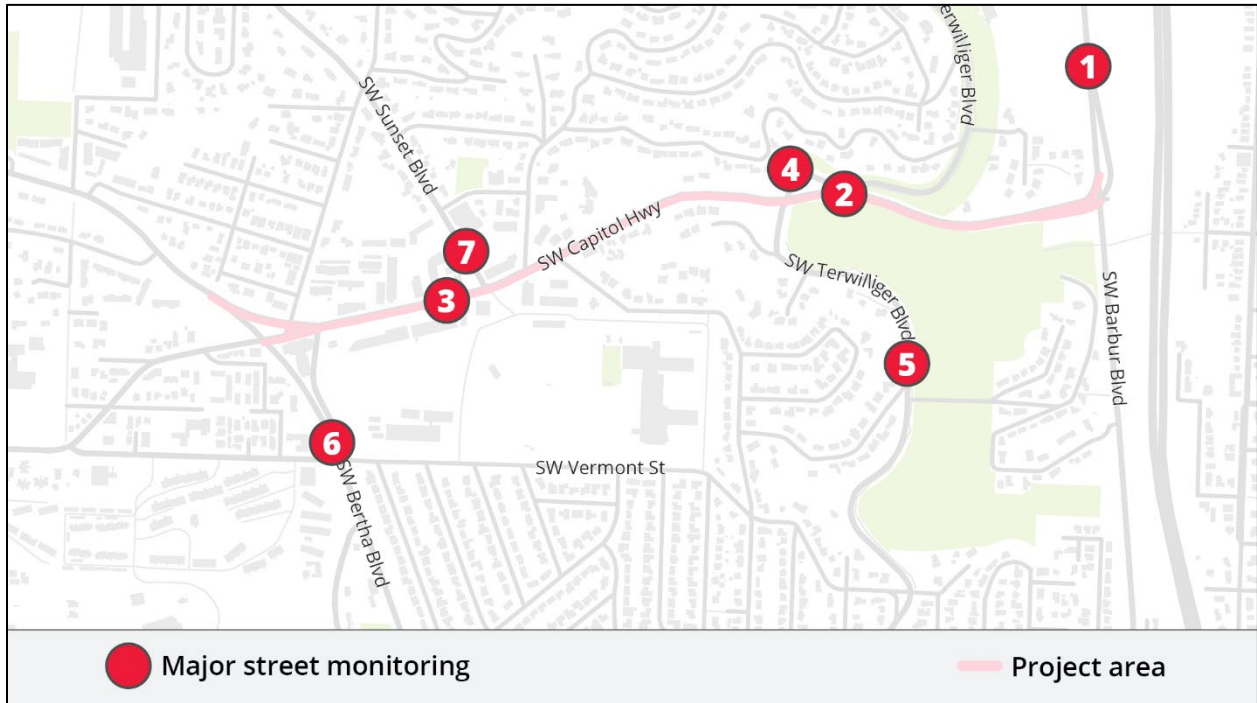 erwilliger Blvd
1
SW Sunset Blvd
4
2
SW Capitol Hwy
7
SW Terwilliger Blvd
3
SW Barbur Blvd
5
6
SW Vermont St
SW Bertha Blvd
Major street monitoring
Project area